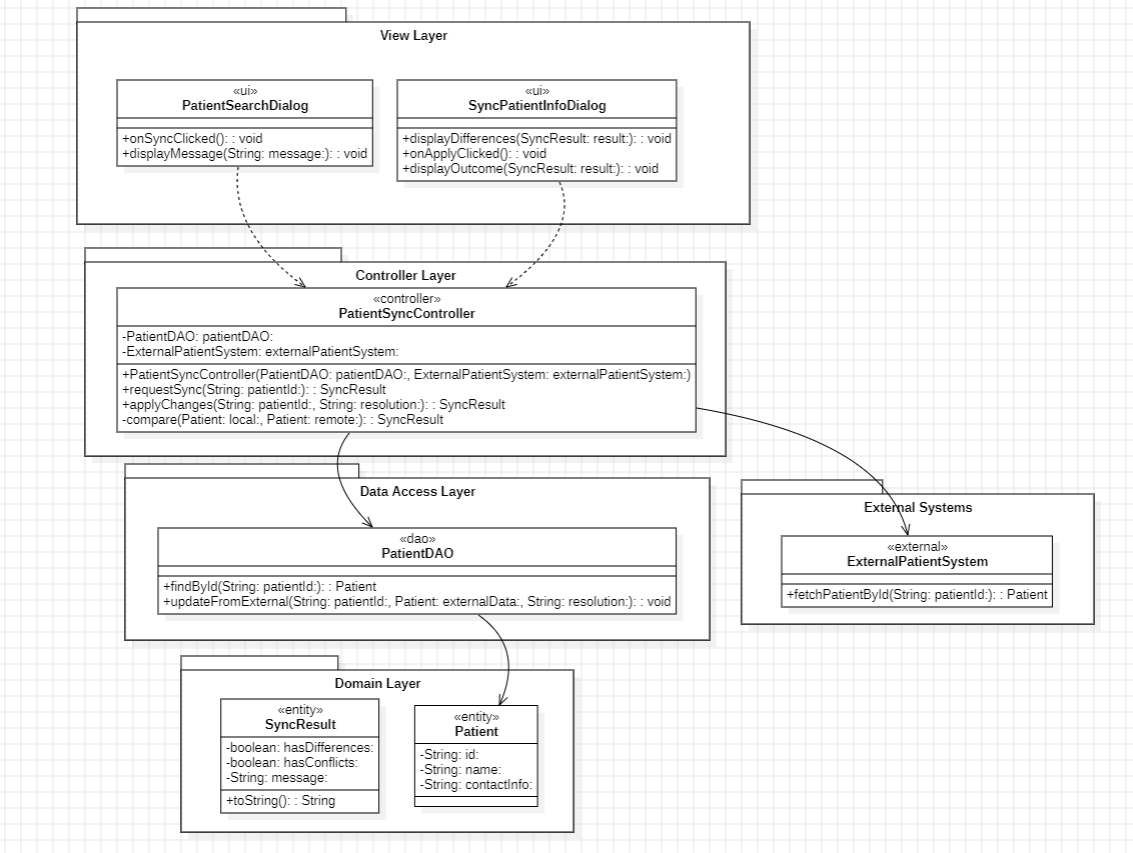 View Layer
«ui»
PatientSearchDialog
+onSyncClicked(): : void
+displayMessage(String: message:): : void
«ui»
SyncPatientInfoDialog
+displayDifferences(SyncResult: result:): : void
+onApplyClicked(): : void
+displayOutcome(SyncResult: result:): : void
Controller Layer
«controller»
PatientSyncController
-PatientDAO: patientDAO:
-ExternalPatientSystem: externalPatientSystem:
+PatientSyncController(PatientDAO: patientDAO:, ExternalPatientSystem: externalPatientSystem:)
+requestSync(String: patientId:): : SyncResult
+applyChanges(String: patientId:, String: resolution:): : SyncResult
-compare(Patient: local:, Patient: remote:): : SyncResult
Data Access Layer
«dao»
PatientDAO
+findById(String: patientId:): : Patient
+updateFromExternal(String: patientId:, Patient: externalData:, String: resolution:): : void
External Systems
«external»
ExternalPatientSystem
+fetchPatientById(String: patientId:): : Patient
Domain Layer
«entity»
SyncResult
-boolean: hasDifferences:
-boolean: hasConflicts:
-String: message:
+toString(): : String
«entity»
Patient
-String: id:
-String: name:
-String: contactInfo: